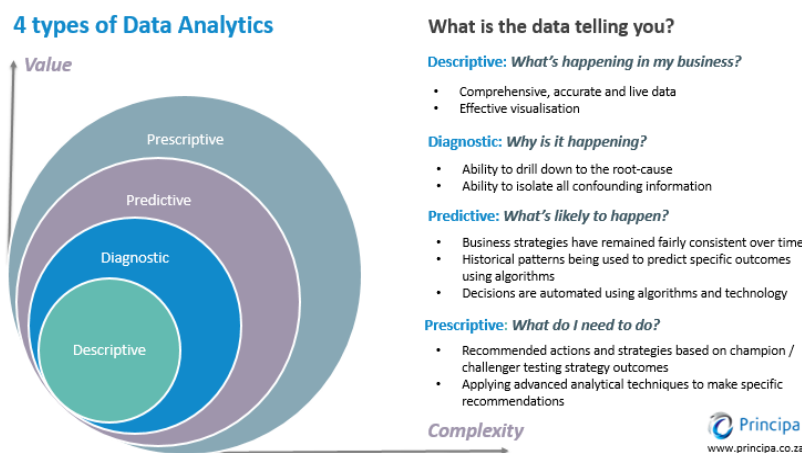 4 types of Data Analytics
Value
Prescriptive
Predictive
Diagnostic
Descriptive
Complexity
What is the data telling you?
Descriptive: What's happening in my business?
• Comprehensive, accurate and live data
• Effective visualisation
Diagnostic: Why is it happening?
• Ability to drill down to the root-cause
• Ability to isolate all confounding information
Predictive: What's likely to happen?
• Business strategies have remained fairly consistent over time
• Historical patterns being used to predict specific outcomes
using algorithms
• Decisions are automated using algorithms and technology
Prescriptive: What do I need to do?
• Recommended actions and strategies based on champion /
challenger testing strategy outcomes
• Applying advanced analytical techniques to make specific
recommendations
Principa
www.principa.co.za